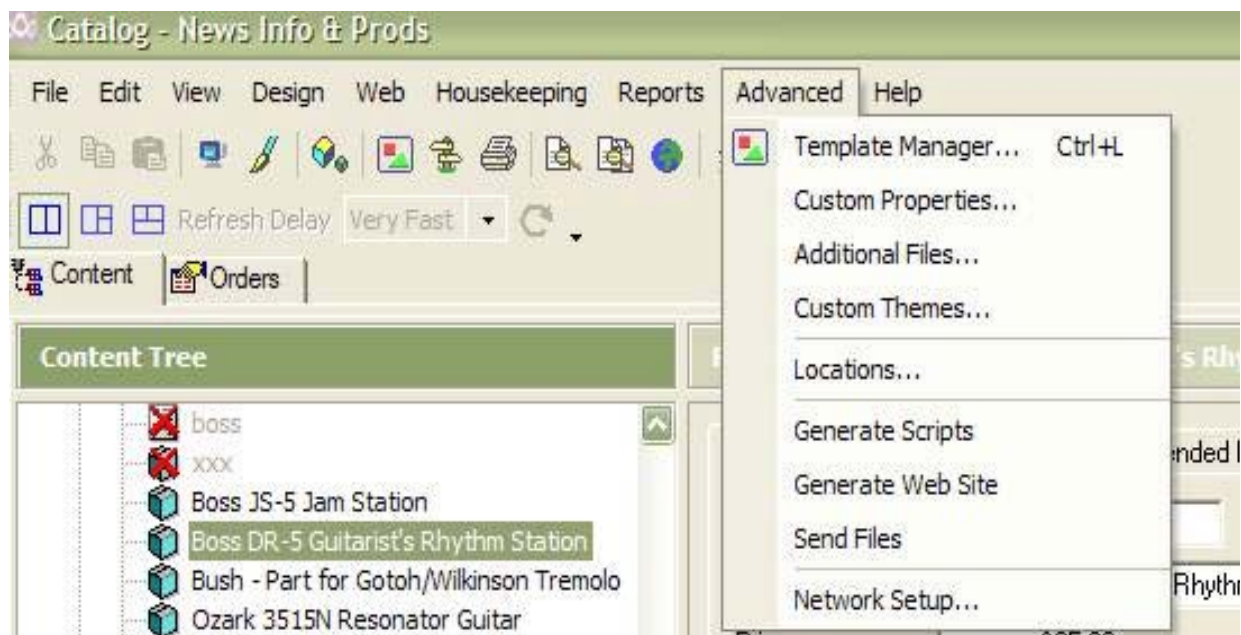 Catalog - News Info & Prods
File Edit View Design Web Housekeeping Reports Advanced Help
Template Manager... Ctrl+L
Custom Properties...
Refresh Delay Very Fast
Additional Files...
Content Orders
Custom Themes...
Content Tree
's Rhy
Locations...
boss
Generate Scripts
xxx
Generate Web Site
Boss JS-5 Jam Station
Boss DR-5 Guitarist's Rhythm Station
Send Files
Bush - Part for Gotoh/Wilkinson Tremolo
Rhythr
Network Setup...
Ozark 3515N Resonator Guitar